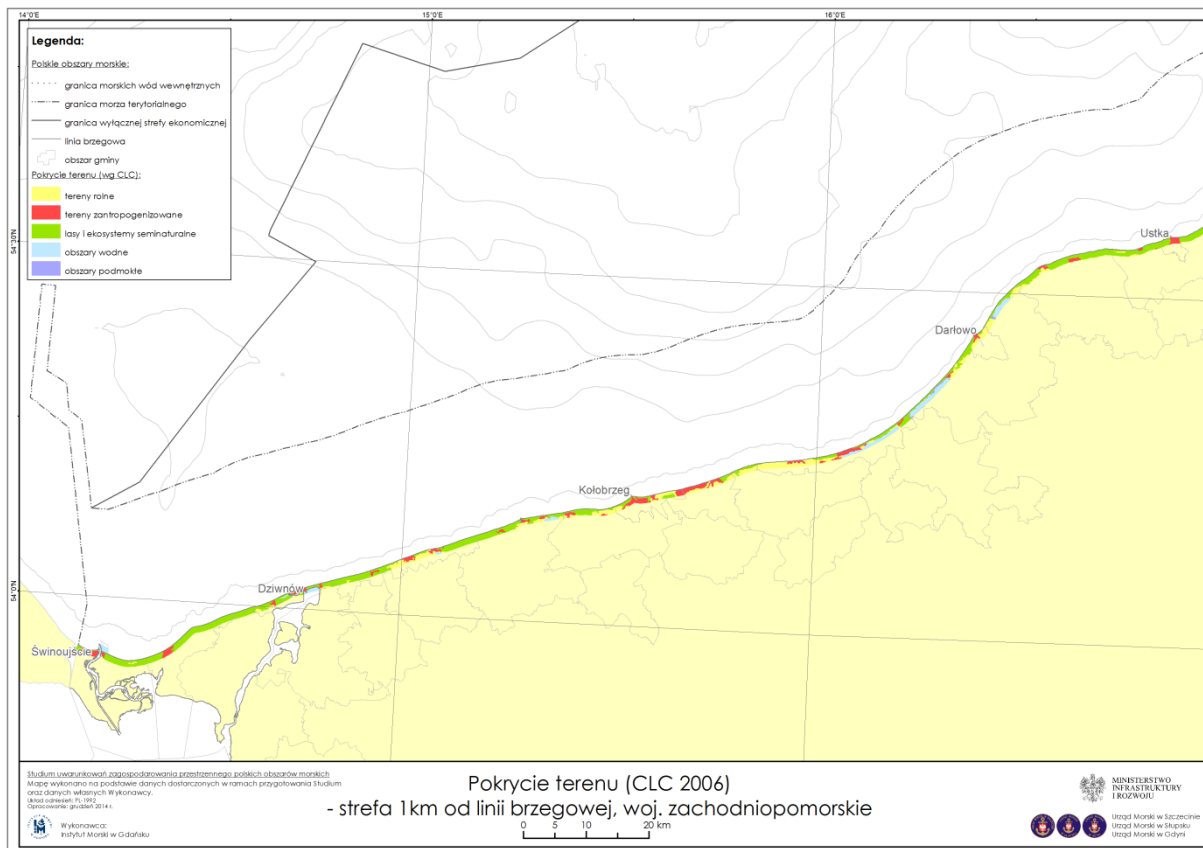 14°0'E
15°0'E
16°0'E
Legenda:
Polskie obszary morskie:
granica morskich wód wewnętrznych
granica morza terytorialnego
granica wyłącznej strefy ekonomicznej
linia brzegowa
obszar gminy
Pokrycie terenu (wg CLC):
tereny rolne
tereny zantropogenizowane
lasy i ekosystemy seminaturalne
obszary wodne
obszary podmokłe
54°30'N
Ustka
Darłowo
Kołobrzeg
54°0'N
Dziwnów
Świnoujście
Studium uwarunkowań zagospodarowania przestrzennego polskich obszarów morskich
Mapę wykonano na podstawie danych dostarczonych w ramach przygotowania Studium
oraz danych własnych Wykonawcy.
Układ odniesień: PL-1992
Opracowanie: grudzień 2014 r.
Wykonawca:
Instytut Morski w Gdańsku
Pokrycie terenu (CLC 2006)
- strefa 1km od linii brzegowej, woj. zachodniopomorskie
0 5 10 20 km
MINISTERSTWO
INFRASTRUKTURY
I ROZWOJU
Urząd Morski w Szczecinie
Urząd Morski w Słupsku
Urząd Morski w Gdyni